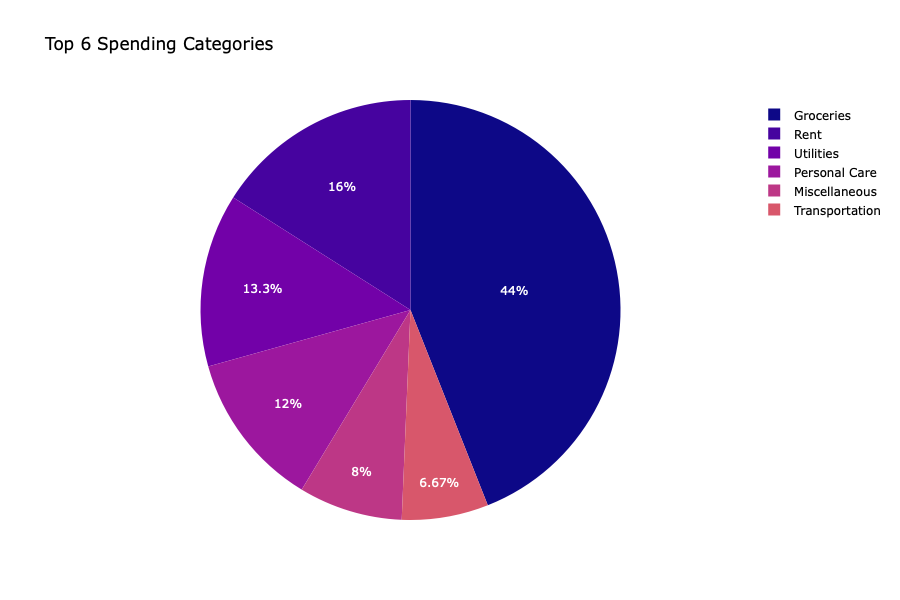 Top 6 Spending Categories
Groceries
Rent
Utilities
Personal Care
Miscellaneous
Transportation
16%
44%
13.3%
12%
8%
6.67%